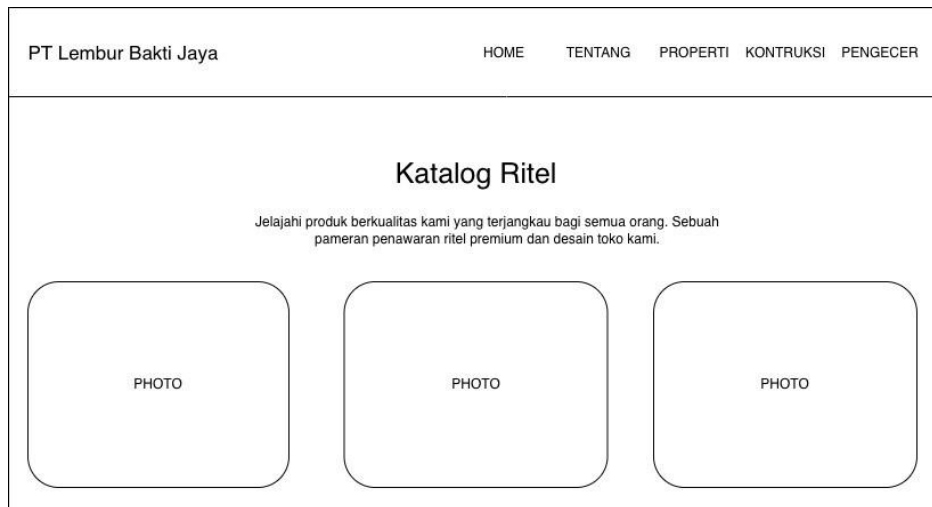 PT Lembur Bakti Jaya
HOME TENTANG PROPERTI KONTRUKSI PENGECER
Katalog Ritel
Jelajahi produk berkualitas kami yang terjangkau bagi semua orang. Sebuah
pameran penawaran ritel premium dan desain toko kami.
PHOTO PHOTO PHOTO